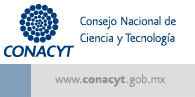 CONACYT
Consejo Nacional de
Ciencia y Tecnología
www.conacyt.gob.mx